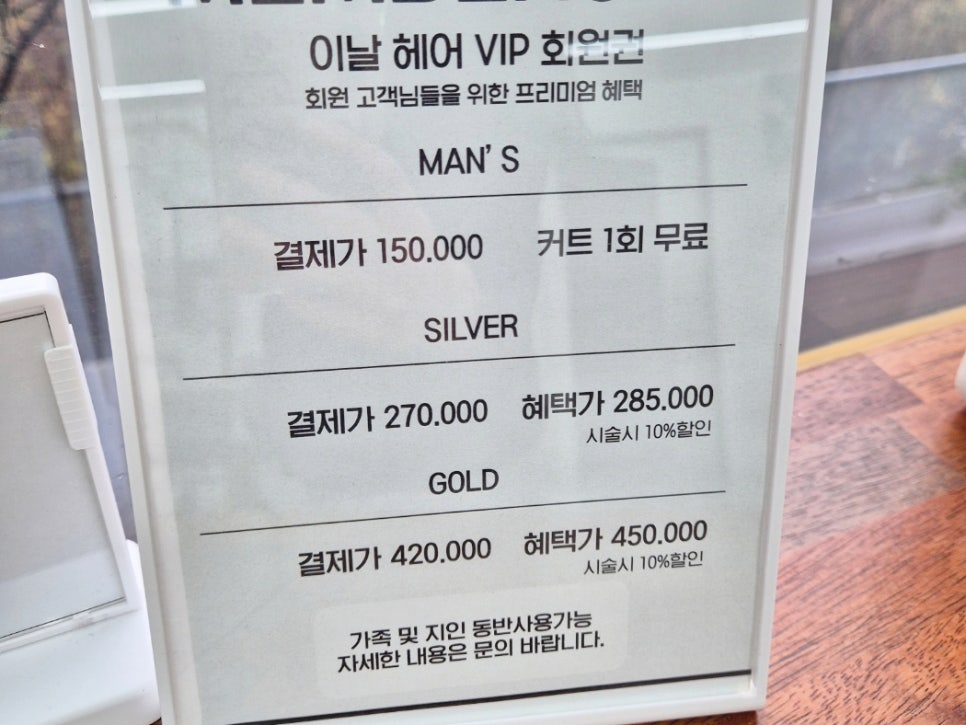 이날 헤어 VIP 회원권
회원 고객님들을 위한 프리미엄 혜택
MAN'S
결제가 150.000 커트 1회 무료
SILVER
결제가 270.000 혜택가 285.000
시술시 10%할인
GOLD
결제가 420.000 혜택가 450.000
시술시 10%할인
가족 및 지인 동반사용가능
자세한 내용은 문의 바랍니다.